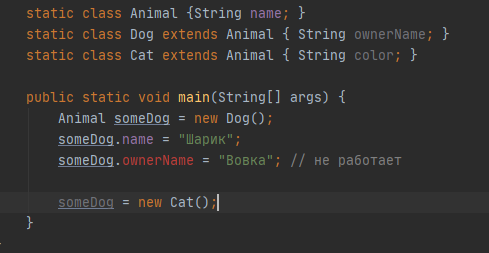 static class Animal {String name; }
static class Dog extends Animal { String ownerName; }
static class Cat extends Animal { String color; }
public static void main(String[] args) {
Animal someDog = new Dog();
someDog.name = "Шарик";
someDog.ownerName = "Вовка"; // не работает
someDog = new Cat();
}